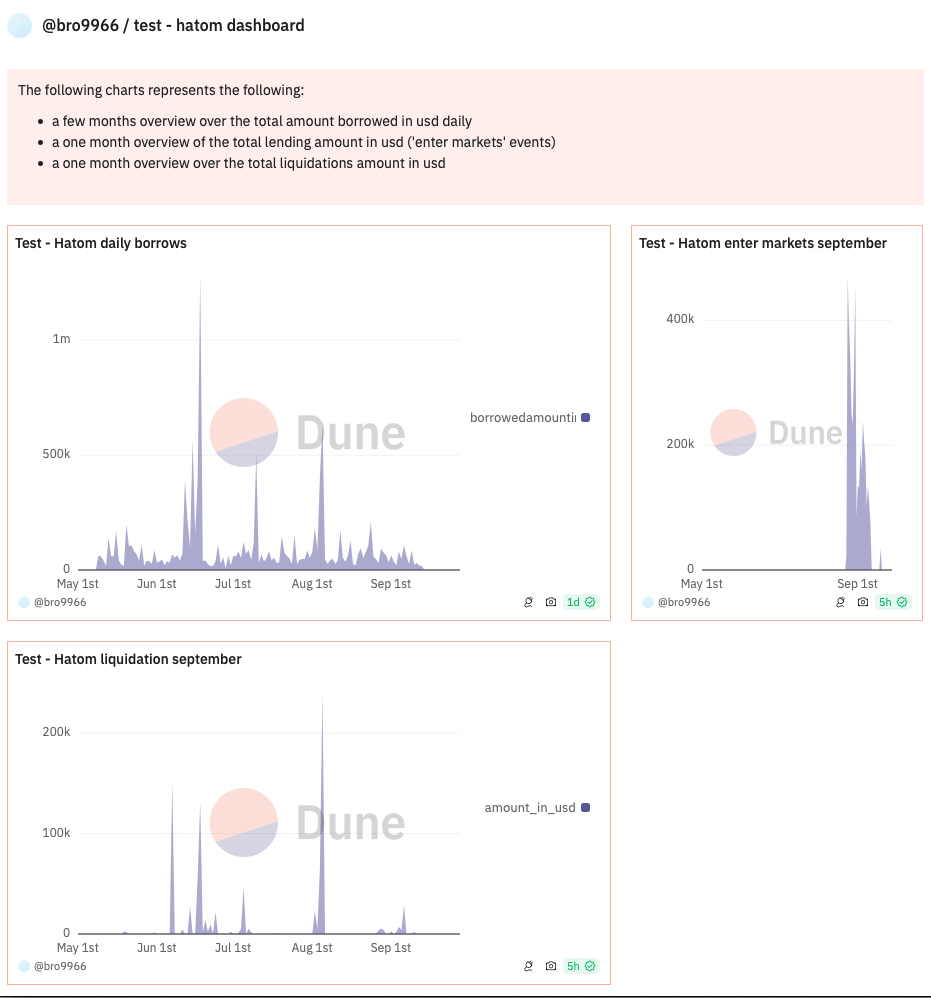 @bro9966 / test - hatom dashboard
The following charts represents the following:
a few months overview over the total amount borrowed in usd daily
a one month overview of the total lending amount in usd ('enter markets' events)
a one month overview over the total liquidations amount in usd
Test - Hatom daily borrows
1m
500k
0
May 1st Jun 1st Jul 1st Aug 1st Sep 1st
Dune
borrowedamounti
@bro9966
1d
Test - Hatom enter markets september
400k
200k
0
May 1st Sep 1st
Dune
@bro9966
5h
Test - Hatom liquidation september
200k
100k
0
May 1st Jun 1st Jul 1st Aug 1st Sep 1st
Dune
amount_in_usd
@bro9966
5h